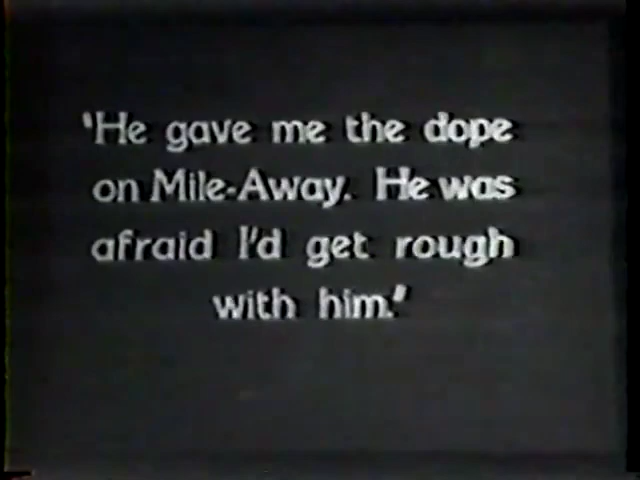 "He gave me the dope
on Mile-Away. He was
afraid I'd get rough
with him."